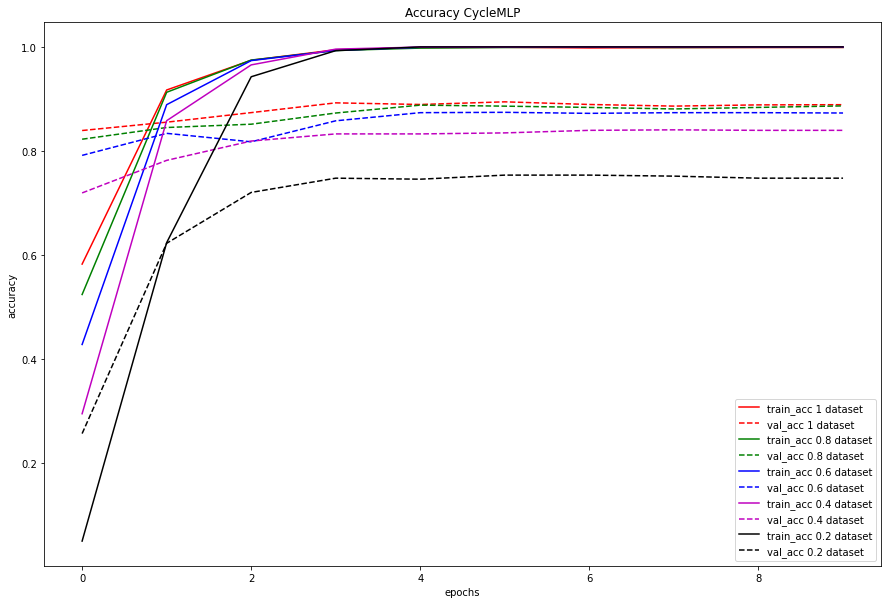 Accuracy CycleMLP
1.0
0.8
0.6
0.4
0.2
accuracy
0
2
4
6
8
epochs
train_acc 1 dataset
val_acc 1 dataset
train_acc 0.8 dataset
val_acc 0.8 dataset
train_acc 0.6 dataset
val_acc 0.6 dataset
train_acc 0.4 dataset
val_acc 0.4 dataset
train_acc 0.2 dataset
val_acc 0.2 dataset